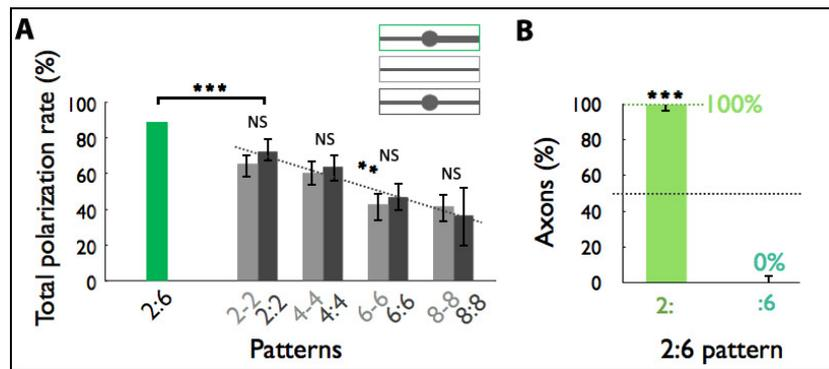 A
Total polarization rate (%)
100
80
60
40
20
0
***
NS
NS
**
NS
NS
2:6
2-2
2:2
4-4
4:4
6-6
6:6
8-8
8:8
Patterns
B
Axons (%)
100
80
60
40
20
0
***
100%
0%
2:
:6
2:6 pattern